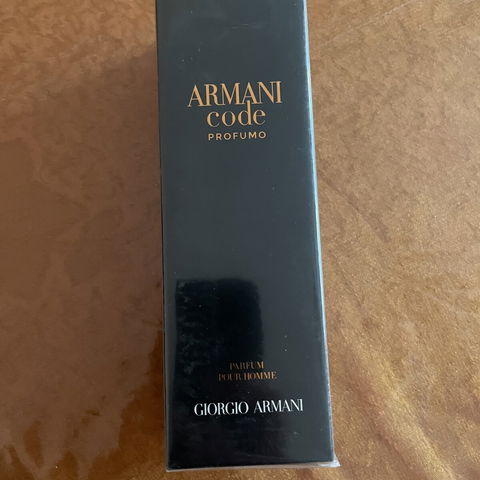 ARMANI
code
PROFUMO
PARFUM
POUR HOMME
GIORGIO ARMANI